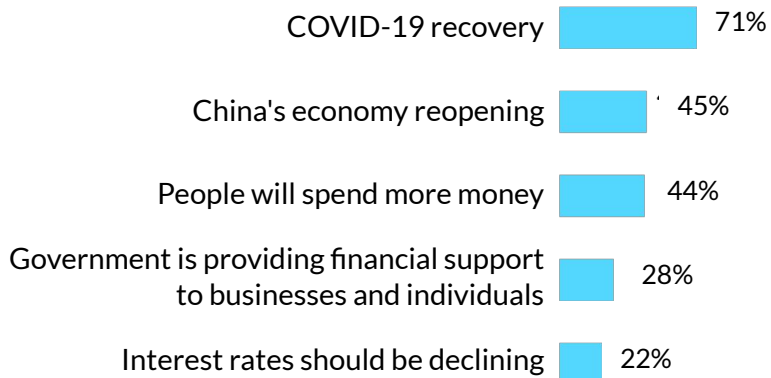 COVID-19 recovery 71%
China's economy reopening 45%
People will spend more money 44%
Government is providing financial support
to businesses and individuals 28%
Interest rates should be declining 22%